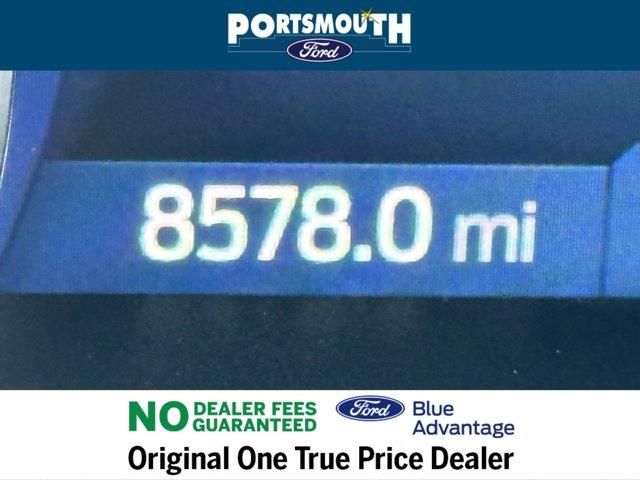 PORTSMOUTH
Ford
8578.0 mi
NO DEALER FEES GUARANTEED
Ford Blue Advantage
Original One True Price Dealer